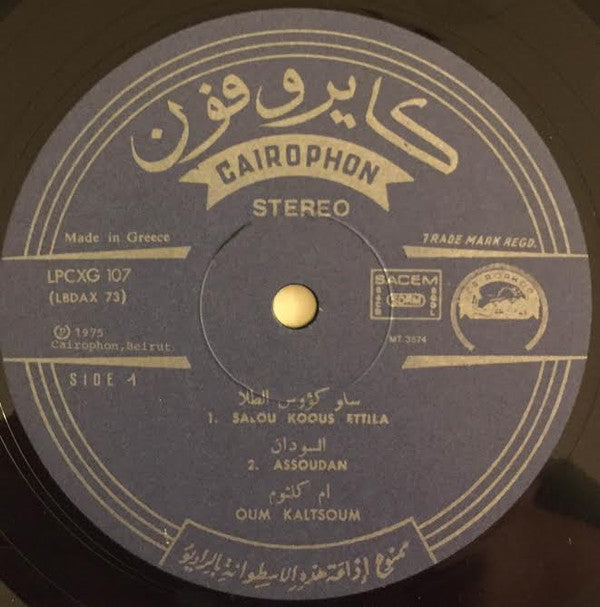 كايروفون
CAIROPHON
STEREO
Made in Greece
TRADE MARK REGD.
LPCXG 107
(LBDAX 73)
SACEM
MT 3574
Ⓟ 1975
Cairophon, Beirut.
SIDE 1
سلو كؤوس الطلا
1. SALOU KOOUS ETTILA
السودان
2. ASSOUDAN
ام كلثوم
OUM KALTSOUM
ممنوع إذاعة هذه الاسطوانة بالراديو